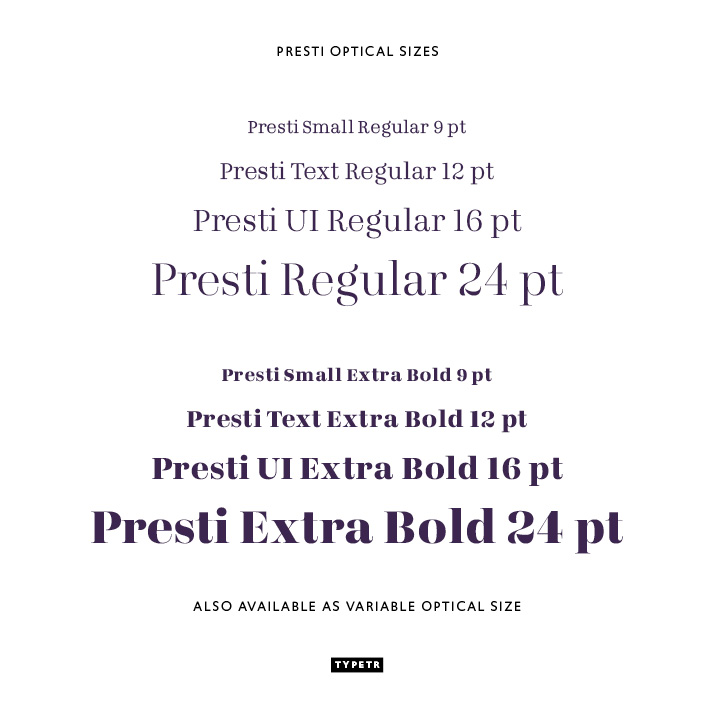 PRESTI OPTICAL SIZES
Presti Small Regular 9 pt
Presti Text Regular 12 pt
Presti UI Regular 16 pt
Presti Regular 24 pt
Presti Small Extra Bold 9 pt
Presti Text Extra Bold 12 pt
Presti UI Extra Bold 16 pt
Presti Extra Bold 24 pt
ALSO AVAILABLE AS VARIABLE OPTICAL SIZE
TYPETR